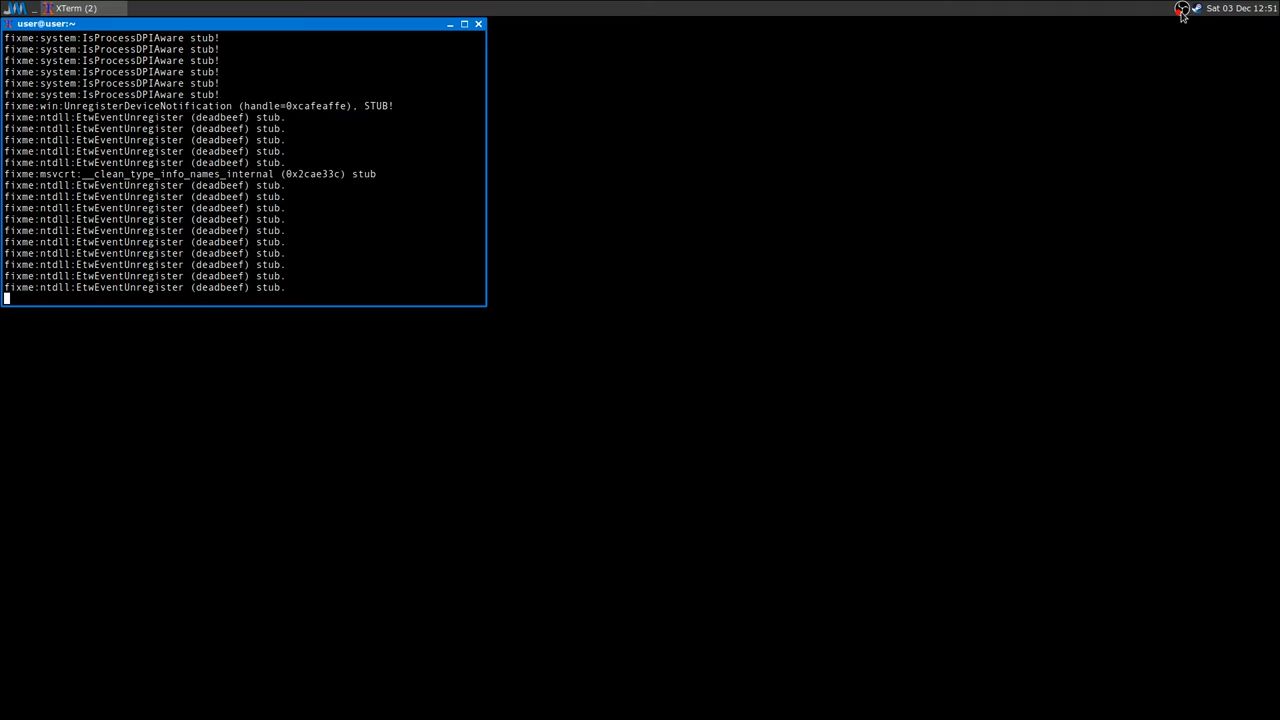 _ XTerm (2) Sat 03 Dec 12:51
user@user:~
fixme:system:IsProcessDPIAware stub!
fixme:system:IsProcessDPIAware stub!
fixme:system:IsProcessDPIAware stub!
fixme:system:IsProcessDPIAware stub!
fixme:system:IsProcessDPIAware stub!
fixme:system:IsProcessDPIAware stub!
fixme:win:UnregisterDeviceNotification (handle=0xcafeaffe), STUB!
fixme:ntdll:EtwEventUnregister (deadbeef) stub.
fixme:ntdll:EtwEventUnregister (deadbeef) stub.
fixme:ntdll:EtwEventUnregister (deadbeef) stub.
fixme:ntdll:EtwEventUnregister (deadbeef) stub.
fixme:ntdll:EtwEventUnregister (deadbeef) stub.
fixme:msvcrt:__clean_type_info_names_internal (0x2cae33c) stub
fixme:ntdll:EtwEventUnregister (deadbeef) stub.
fixme:ntdll:EtwEventUnregister (deadbeef) stub.
fixme:ntdll:EtwEventUnregister (deadbeef) stub.
fixme:ntdll:EtwEventUnregister (deadbeef) stub.
fixme:ntdll:EtwEventUnregister (deadbeef) stub.
fixme:ntdll:EtwEventUnregister (deadbeef) stub.
fixme:ntdll:EtwEventUnregister (deadbeef) stub.
fixme:ntdll:EtwEventUnregister (deadbeef) stub.
fixme:ntdll:EtwEventUnregister (deadbeef) stub.
fixme:ntdll:EtwEventUnregister (deadbeef) stub.